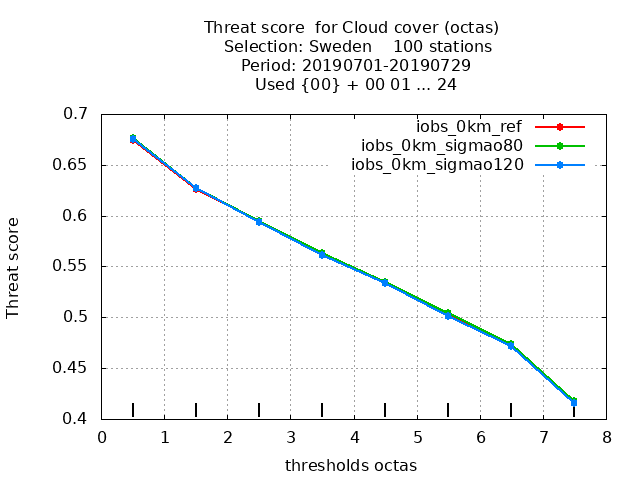 Threat score  for Cloud cover (octas)
Selection: Sweden    100 stations
Period: 20190701-20190729
Used {00} + 00 01 ... 24
iobs_0km_ref
iobs_0km_sigmao80
iobs_0km_sigmao120
Threat score
0.7
0.65
0.6
0.55
0.5
0.45
0.4
0 1 2 3 4 5 6 7 8
thresholds octas